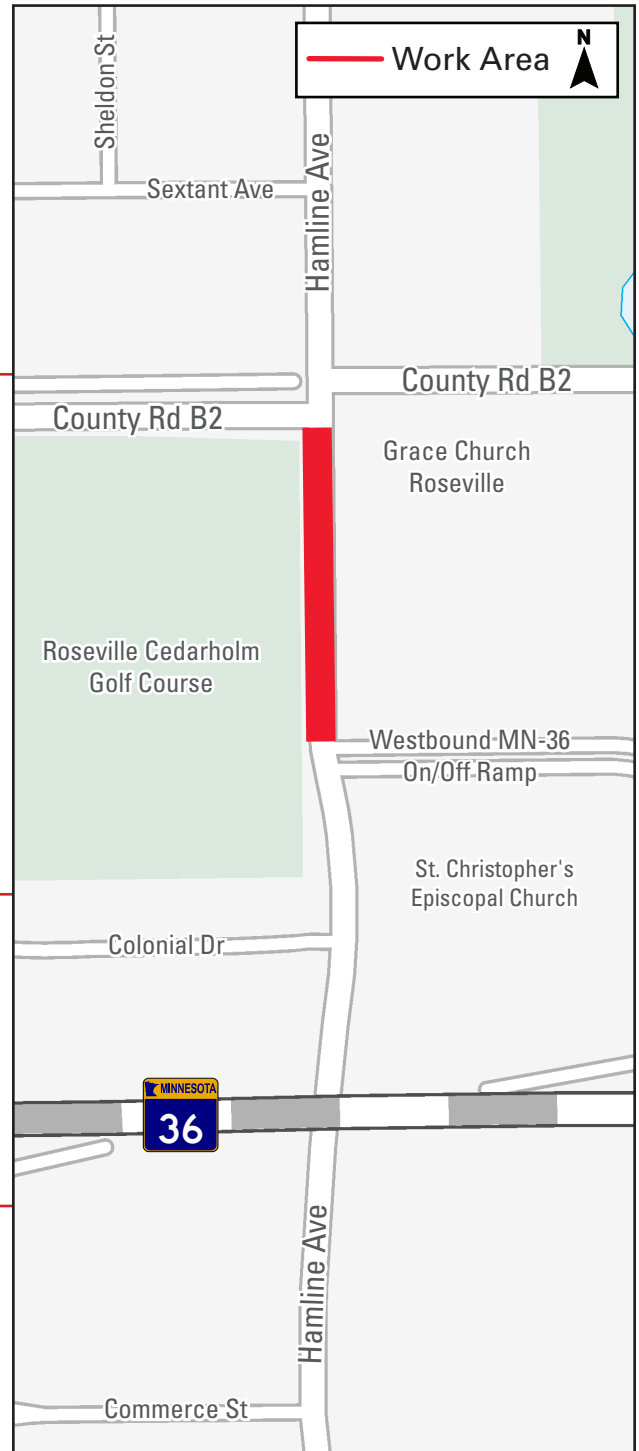 N
Work Area
Sheldon St
Hamline Ave
Sextant Ave
County Rd B2
County Rd B2
Grace Church
Roseville
Roseville Cedarholm
Golf Course
Westbound MN-36
On/Off Ramp
St. Christopher's
Episcopal Church
Colonial Dr
MINNESOTA
36
Hamline Ave
Commerce St